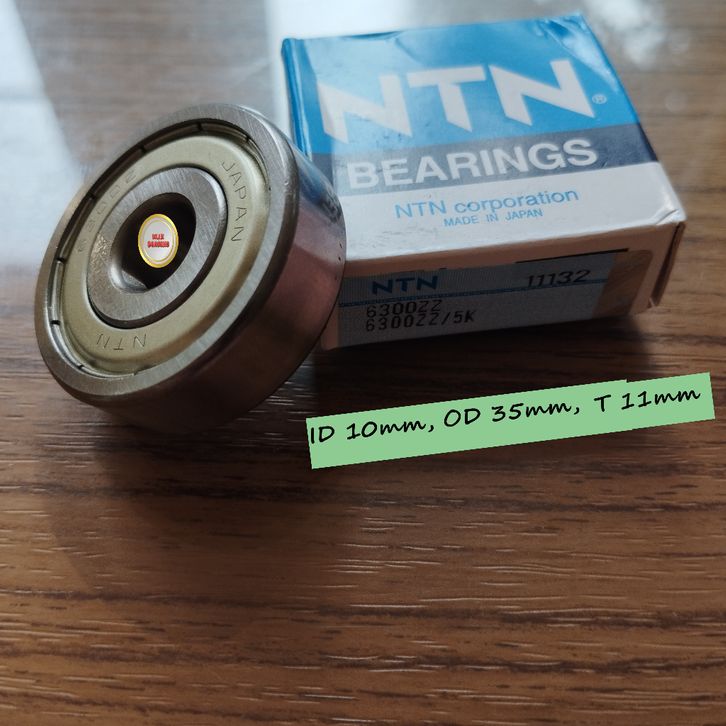 NTN®
BEARINGS
NTN corporation
MADE IN JAPAN
NTN 11132
6300ZZ
6300ZZ/5K
JAPAN
NTN
ID 10mm, OD 35mm, T 11mm